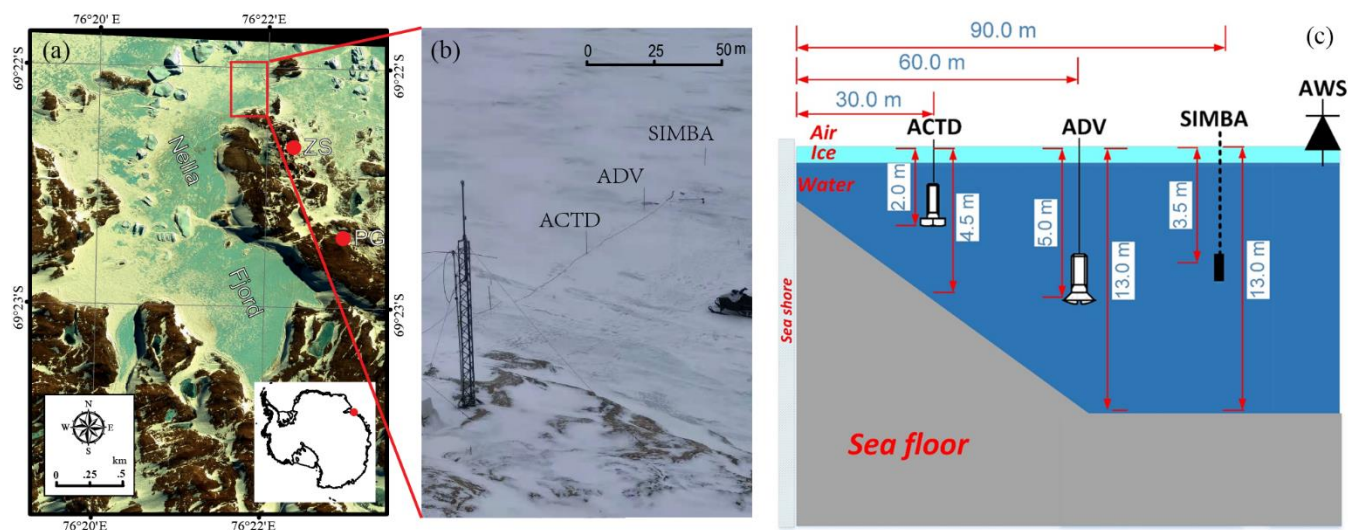 76°20' E
76°22' E
(a)
69°22'S
69°22'S
Nella
ZS
PG
Fjord
69°23'S
69°23'S
N
W
E
S
km
0 .25 .5
76°20' E
76°22' E
(b)
0 25 50 m
SIMBA
ADV
ACTD
(c)
90.0 m
60.0 m
30.0 m
AWS
ACTD
ADV
SIMBA
Air
Ice
Water
2.0 m
4.5 m
5.0 m
13.0 m
3.5 m
13.0 m
Sea shore
Sea floor